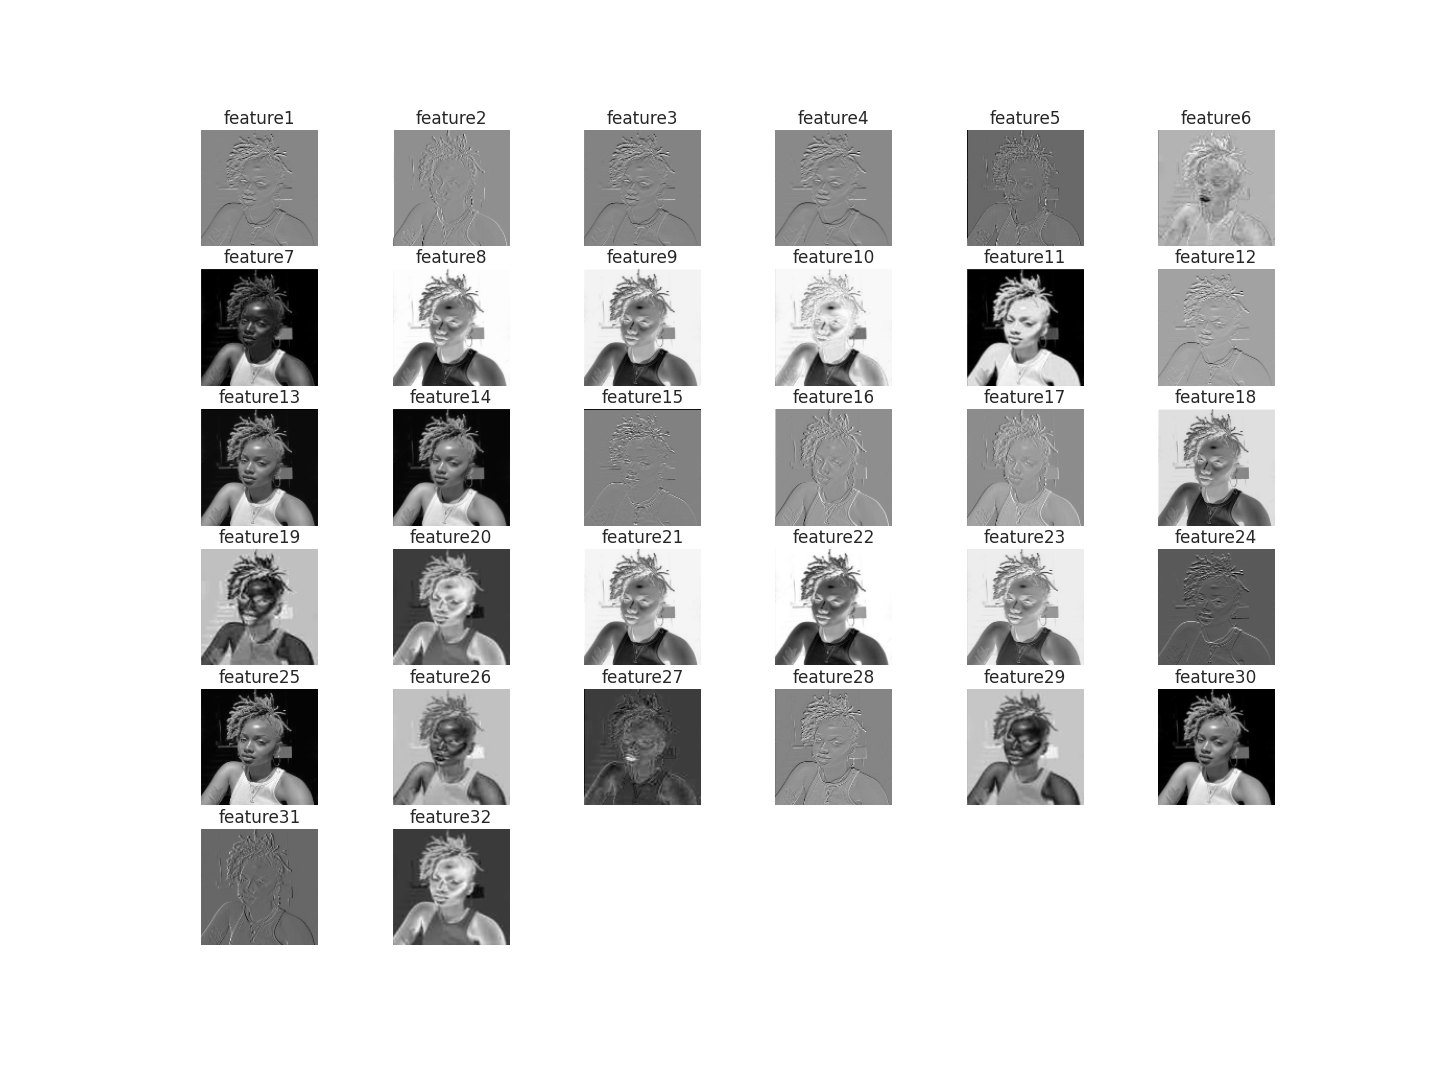 feature1 feature2 feature3 feature4 feature5 feature6
feature7 feature8 feature9 feature10 feature11 feature12
feature13 feature14 feature15 feature16 feature17 feature18
feature19 feature20 feature21 feature22 feature23 feature24
feature25 feature26 feature27 feature28 feature29 feature30
feature31 feature32